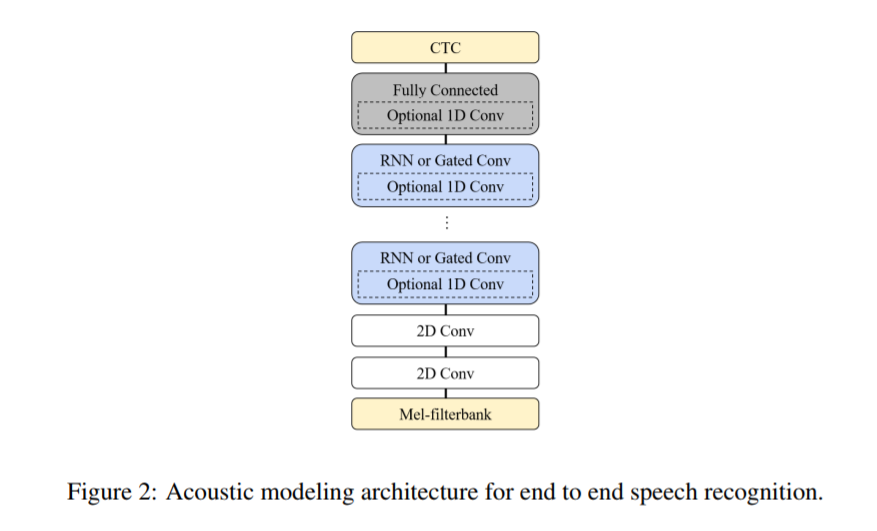 CTC
Fully Connected
Optional 1D Conv
RNN or Gated Conv
Optional 1D Conv
⋮
RNN or Gated Conv
Optional 1D Conv
2D Conv
2D Conv
Mel-filterbank
Figure 2: Acoustic modeling architecture for end to end speech recognition.